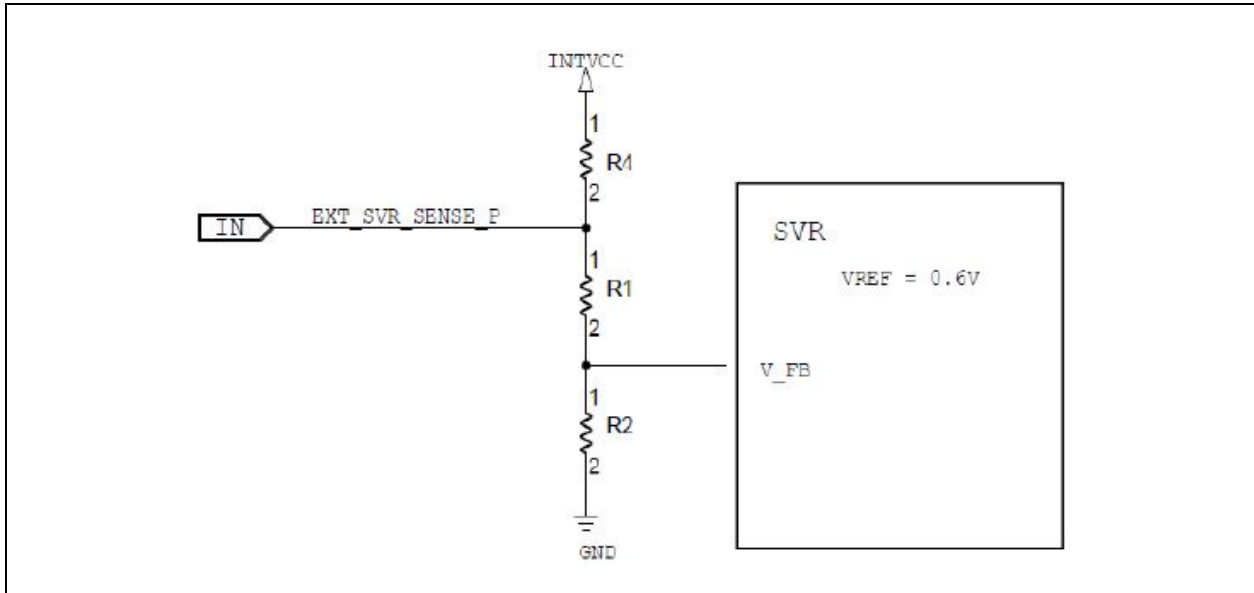 INTVCC
1
R4
2
IN
EXT_SVR_SENSE_P
1
R1
2
1
R2
2
GND
SVR
VREF = 0.6V
V_FB